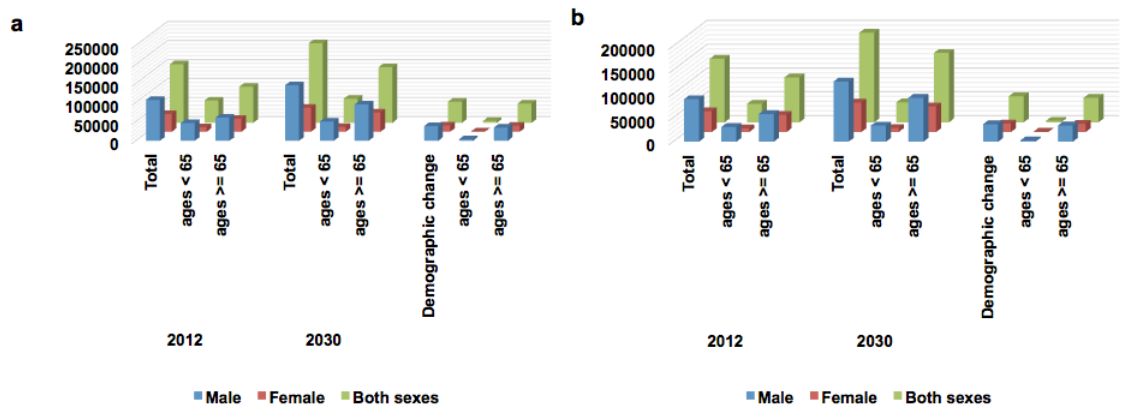 a
250000
200000
150000
100000
50000
0
Total
ages < 65
ages >= 65
Total
ages < 65
ages >= 65
Demographic change
ages < 65
ages >= 65
2012
2030
Male Female Both sexes
b
200000
150000
100000
50000
0
Total
ages < 65
ages >= 65
Total
ages < 65
ages >= 65
Demographic change
ages < 65
ages >= 65
2012
2030
Male Female Both sexes